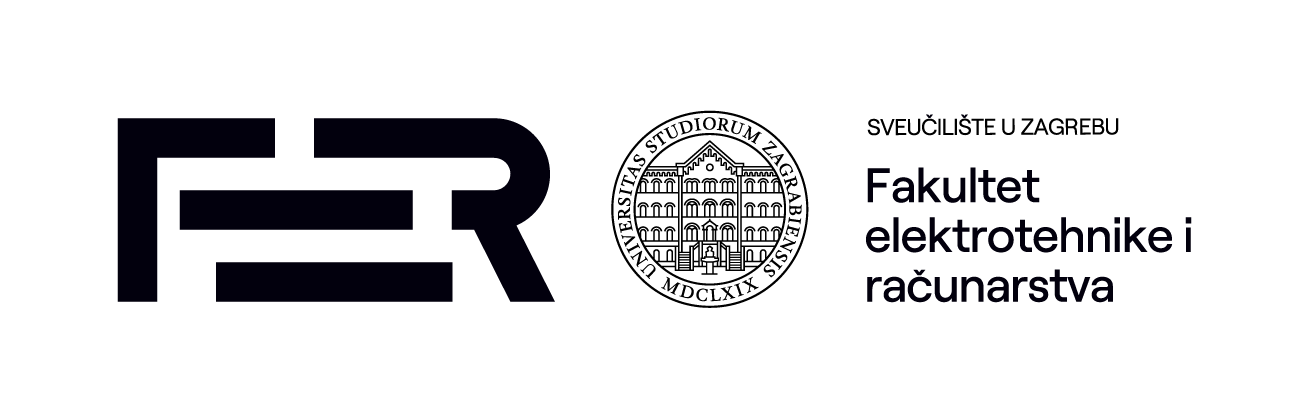 FER
UNIVERSITAS STUDIORUM ZAGRABIENSIS
MDCLXIX
SVEUČILIŠTE U ZAGREBU
Fakultet
elektrotehnike i
računarstva